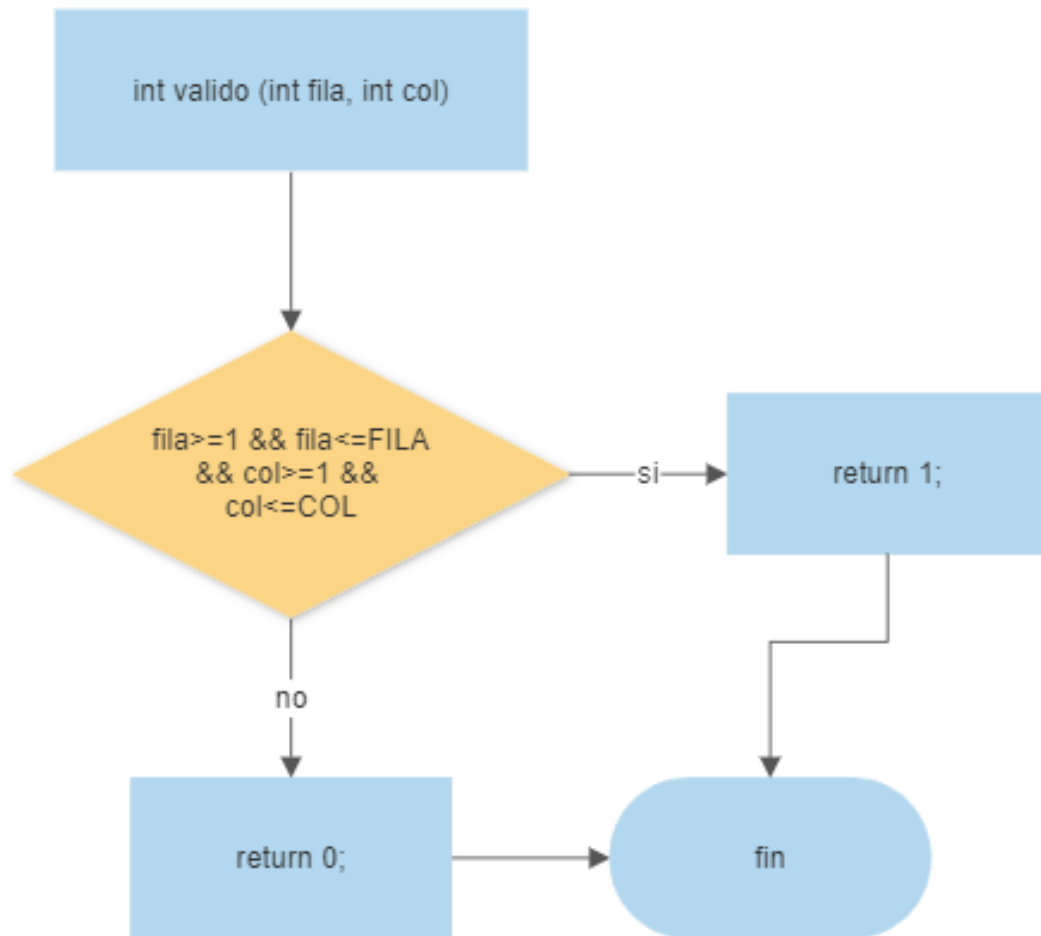 int valido (int fila, int col)
fila>=1 && fila<=FILA
&& col>=1 &&
col<=COL
si
return 1;
no
return 0;
fin